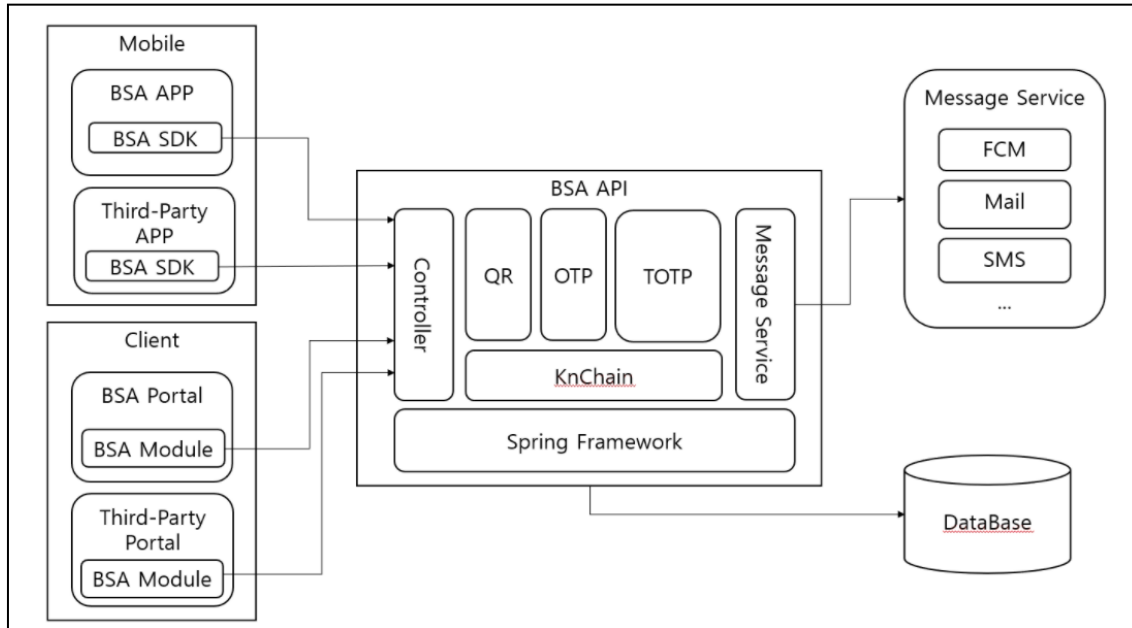 Mobile
BSA APP
BSA SDK
Third-Party
APP
BSA SDK
Client
BSA Portal
BSA Module
Third-Party
Portal
BSA Module
BSA API
Controller
QR
OTP
TOTP
Message Service
KnChain
Spring Framework
Message Service
FCM
Mail
SMS
...
DataBase